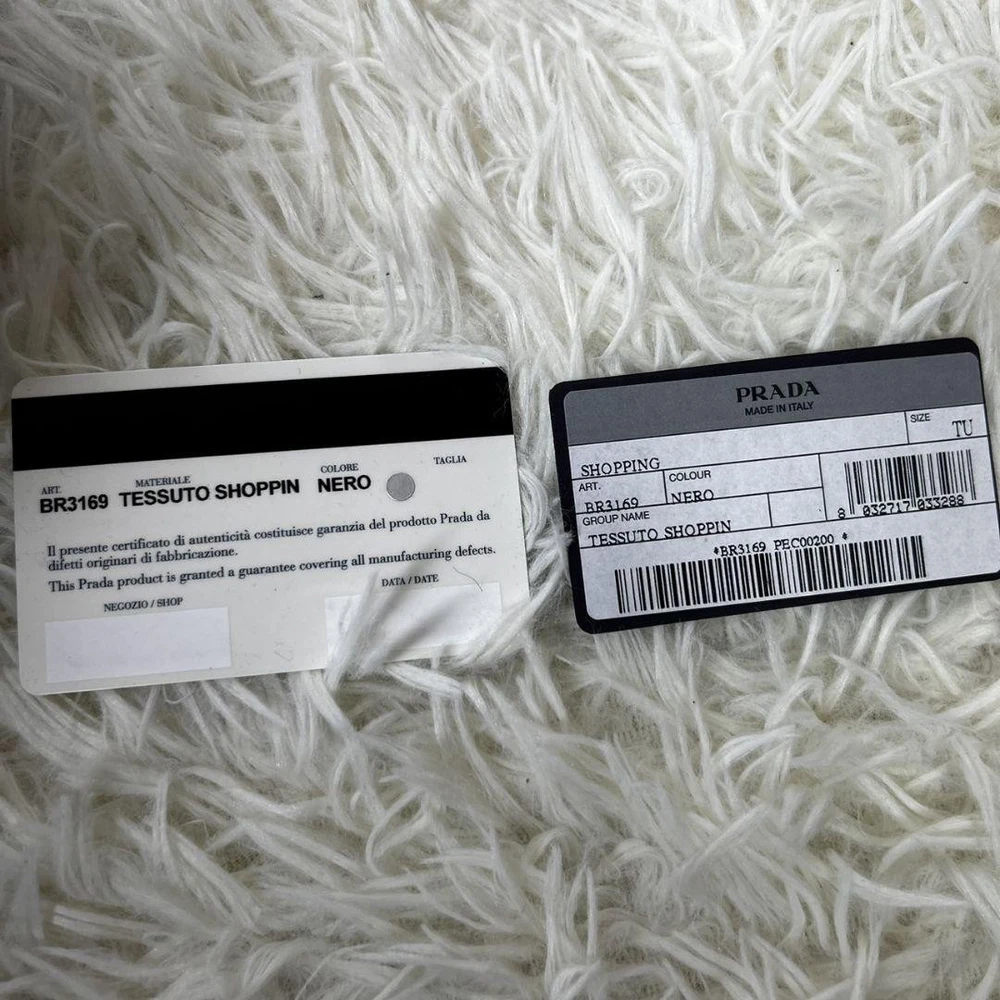 ART.
MATERIALE
COLORE
TAGLIA
BR3169 TESSUTO SHOPPIN NERO
Il presente certificato di autenticità costituisce garanzia del prodotto Prada da
difetti originari di fabbricazione.
This Prada product is granted a guarantee covering all manufacturing defects.
NEGOZIO / SHOP
DATA / DATE
PRADA
MADE IN ITALY
SIZE
TU
SHOPPING
ART.
BR3169
COLOUR
NERO
8 032717 033288
GROUP NAME
TESSUTO SHOPPIN
*BR3169 PEC00200 *